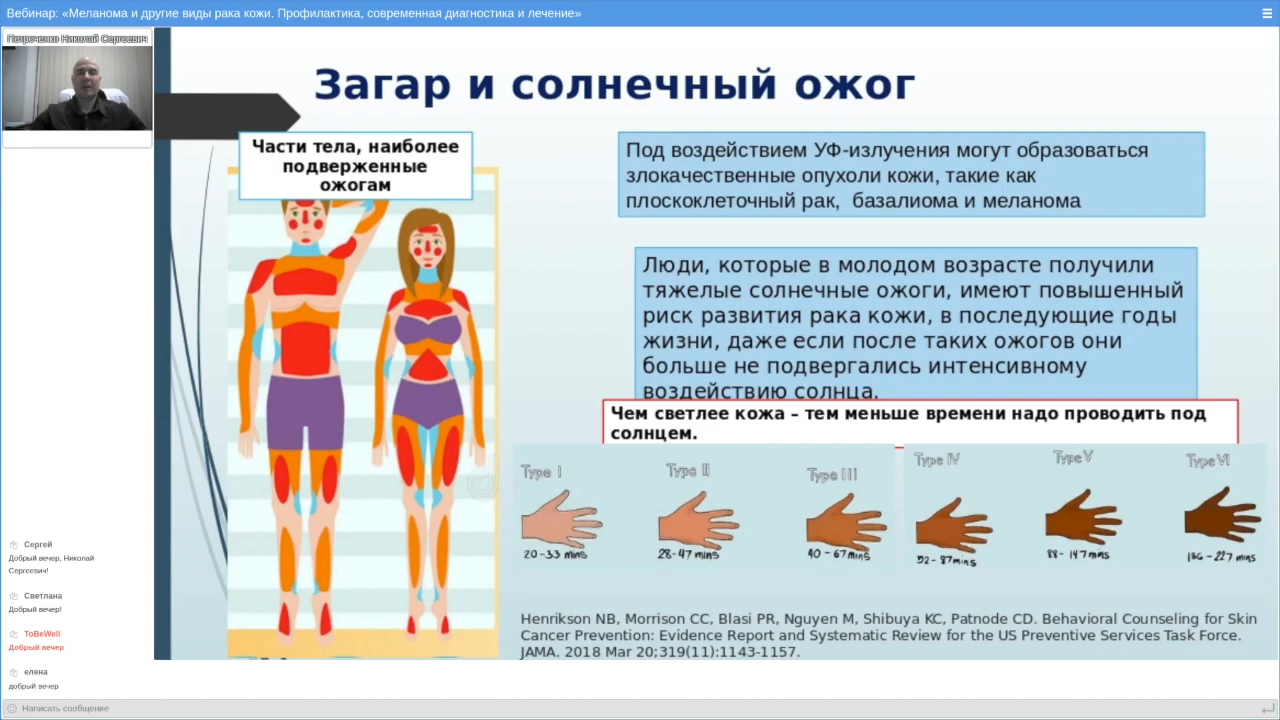 Вебинар: «Меланома и другие виды рака кожи. Профилактика, современная диагностика и лечение»
Петроченко Николай Сергеевич
Загар и солнечный ожог
Части тела, наиболее
подверженные
ожогам
Под воздействием УФ-излучения могут образоваться
злокачественные опухоли кожи, такие как
плоскоклеточный рак, базалиома и меланома
Люди, которые в молодом возрасте получили
тяжелые солнечные ожоги, имеют повышенный
риск развития рака кожи, в последующие годы
жизни, даже если после таких ожогов они
больше не подвергались интенсивному
воздействию солнца.
Чем светлее кожа – тем меньше времени надо проводить под
солнцем.
Type I Type II Type III Type IV Type V Type VI
20-33 mins 28-47 mins 40-67mins 52-87mins 88-147mins 136-227 mins
Henrikson NB, Morrison CC, Blasi PR, Nguyen M, Shibuya KC, Patnode CD. Behavioral Counseling for Skin
Cancer Prevention: Evidence Report and Systematic Review for the US Preventive Services Task Force.
JAMA. 2018 Mar 20;319(11):1143-1157.
Сергей
Добрый вечер, Николай
Сергеевич!
Светлана
Добрый вечер!
ToBeWell
Добрый вечер
елена
добрый вечер
Написать сообщение